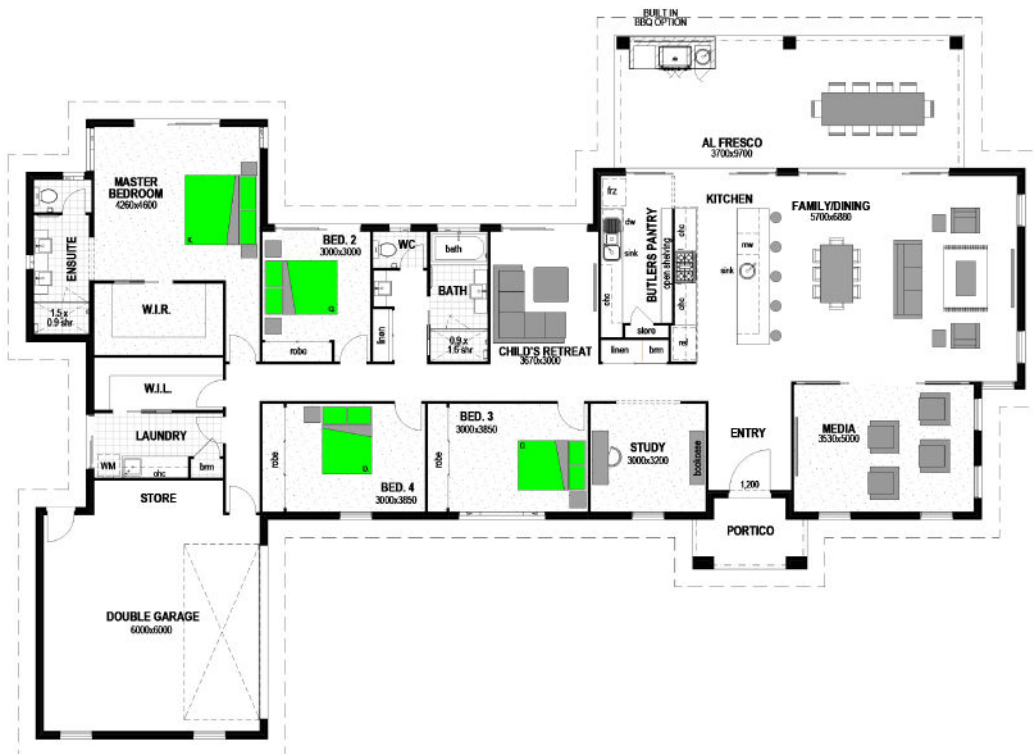 BUILT IN
BBQ OPTION
AL FRESCO
3700x9700
MASTER
BEDROOM
4260x4600
K
ENSUITE
1.5 x
0.9 shr
W.I.R.
BED. 2
3000x3000
Q
robe
WC
linen
bath
BATH
0.9 x
1.5 shr
CHILD'S RETREAT
3670x3000
frz
dw
sink
ohc
BUTLERS PANTRY
open shelving
store
linen
brm
KITCHEN
ohc
ohc
ref
mw
sink
FAMILY/DINING
5700x6880
W.I.L.
LAUNDRY
WM
ohc
brm
STORE
robe
BED. 4
3000x3850
D
BED. 3
3000x3850
robe
STUDY
3000x3200
bookcase
ENTRY
1,200
MEDIA
3530x5000
PORTICO
DOUBLE GARAGE
6000x6000